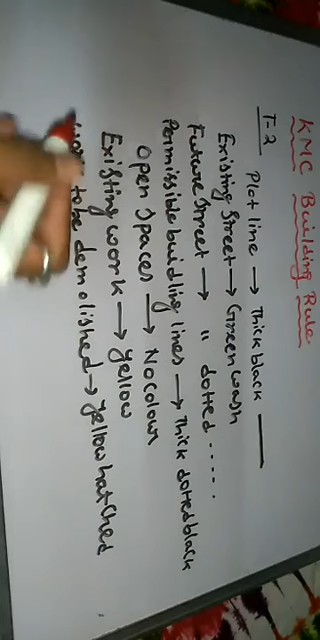 KMC Building Rule
T-2
Plot line → Thick black ——
Existing Street → Green wash
Future Street → " dotted ......
Permissible buidling lines → Thick dotted black
Open Spaces → No colour
Existing work → Yellow
to be demolished → Yellow hatched